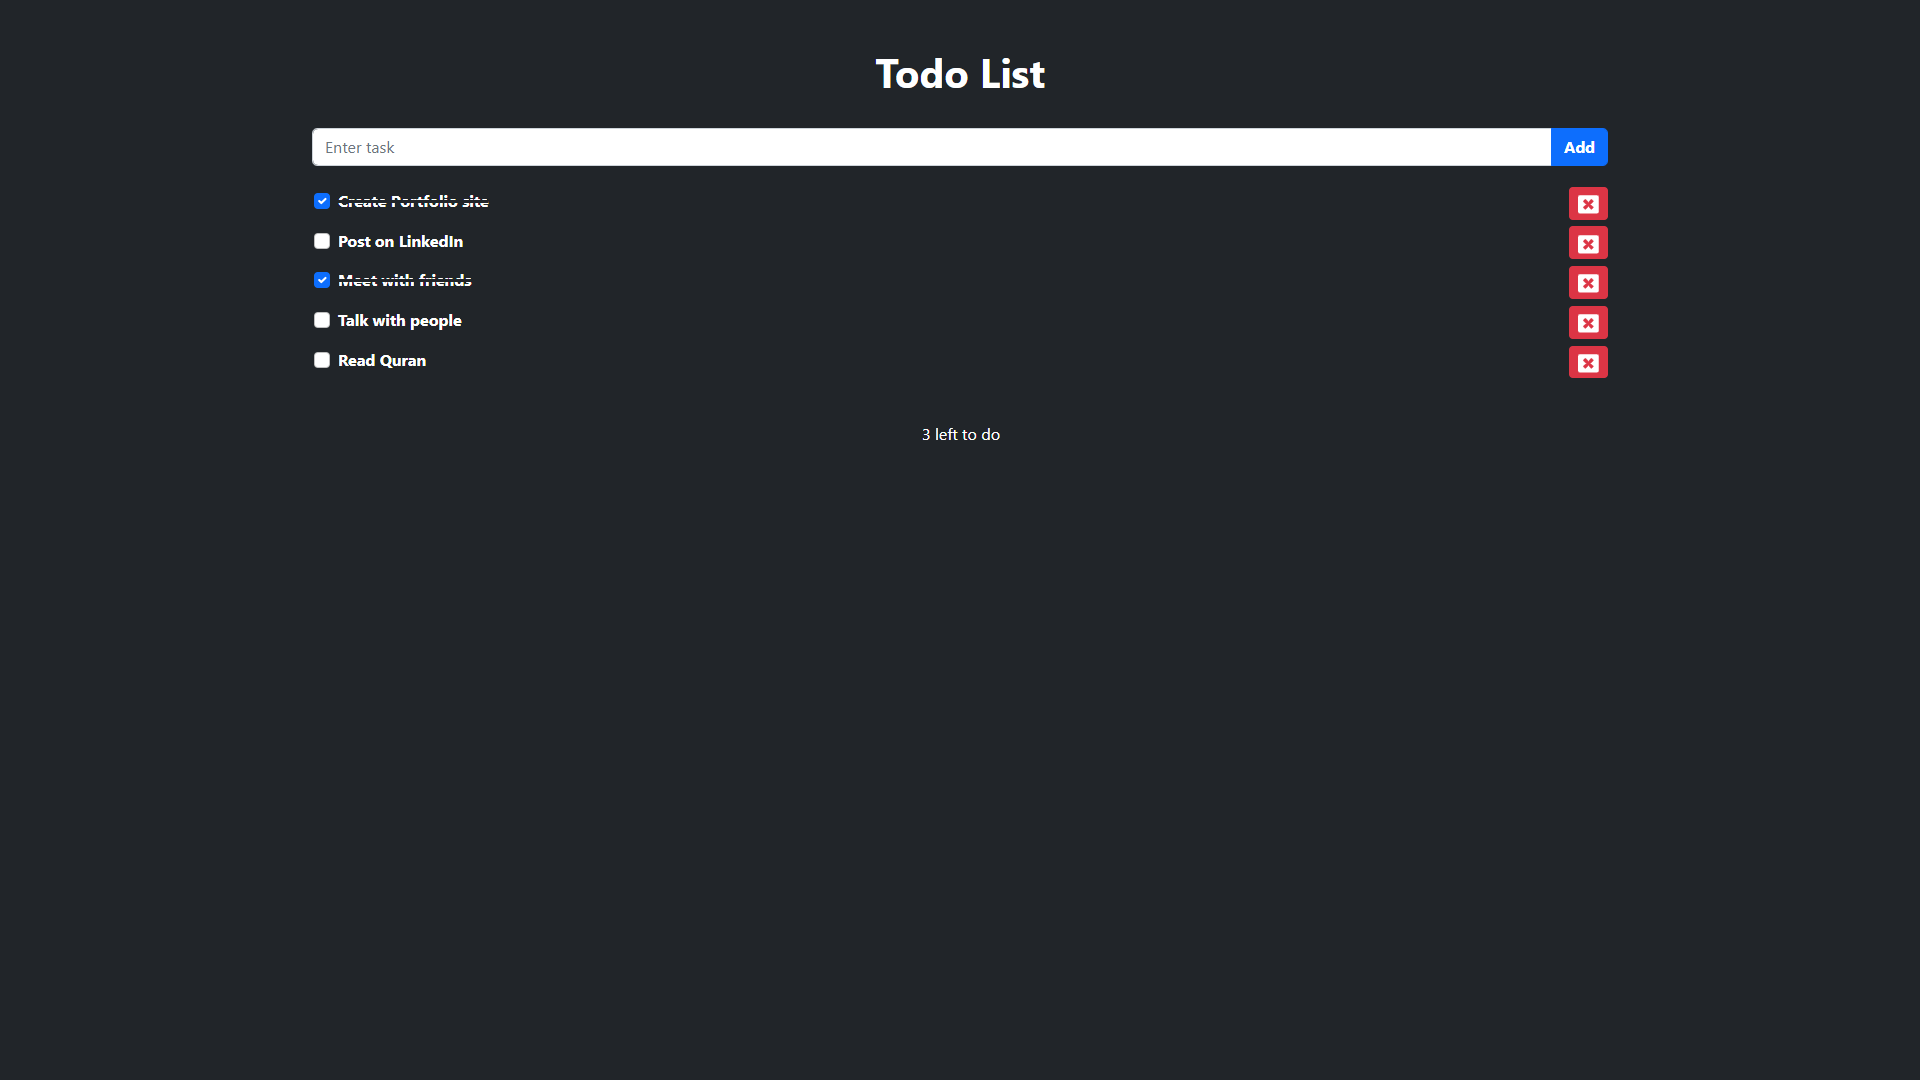 Todo List
Enter task
Add
Create Portfolio site
Post on LinkedIn
Meet with friends
Talk with people
Read Quran
3 left to do